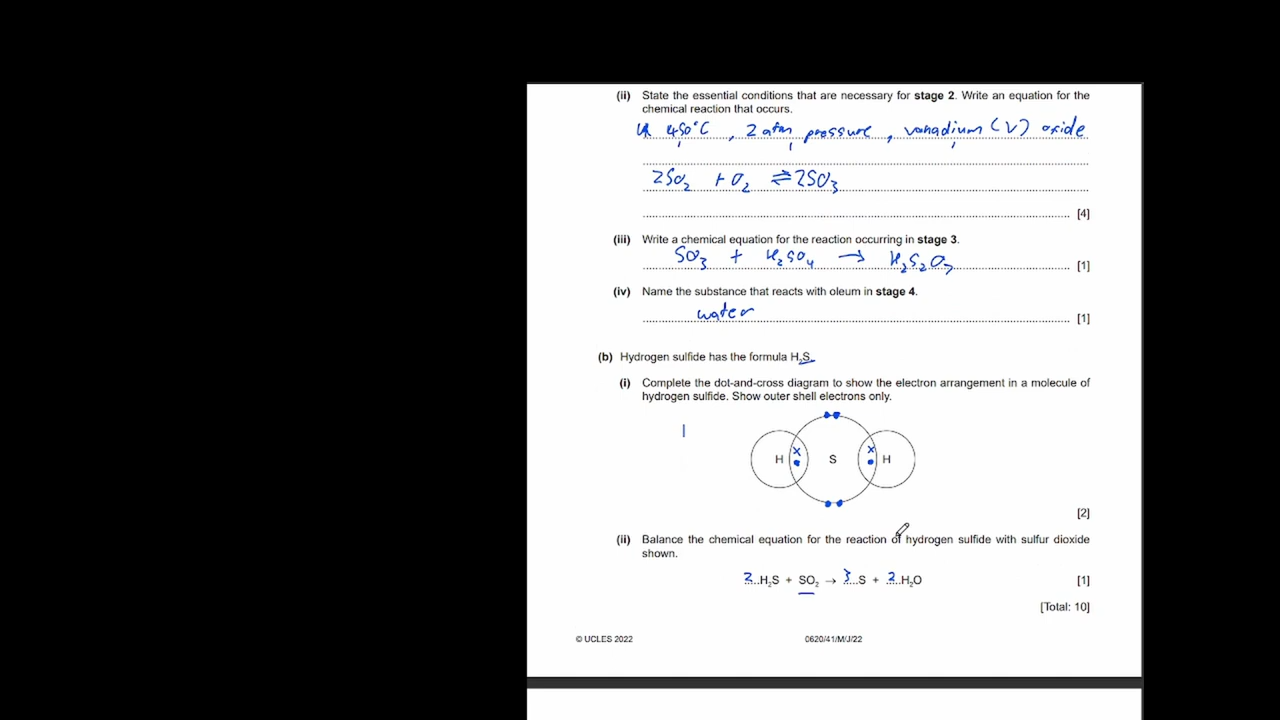 (ii) State the essential conditions that are necessary for stage 2. Write an equation for the
chemical reaction that occurs.
450°C, 2 atm pressure, vanadium (V) oxide
2SO₂ + O₂ ⇌ 2SO₃
[4]
(iii) Write a chemical equation for the reaction occurring in stage 3.
SO₃ + H₂SO₄ → H₂S₂O₇
[1]
(iv) Name the substance that reacts with oleum in stage 4.
water
[1]
(b) Hydrogen sulfide has the formula H₂S.
(i) Complete the dot-and-cross diagram to show the electron arrangement in a molecule of
hydrogen sulfide. Show outer shell electrons only.
H S H
[2]
(ii) Balance the chemical equation for the reaction of hydrogen sulfide with sulfur dioxide
shown.
2 H₂S + SO₂ → 3 S + 2 H₂O [1]
[Total: 10]
© UCLES 2022 0620/41/M/J/22